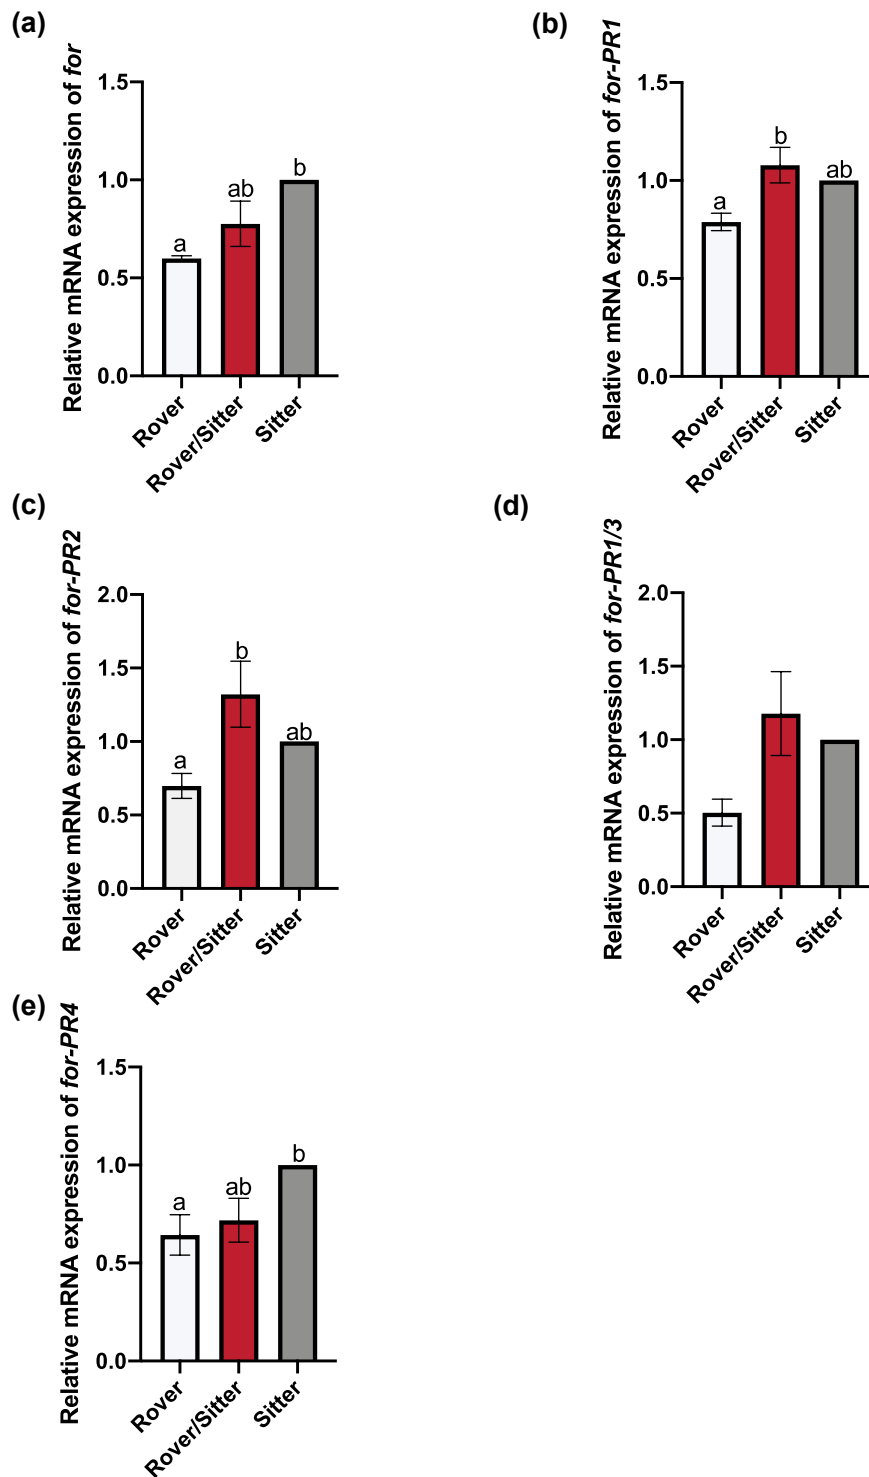 (a)
Relative mRNA expression of for
1.5
1.0
0.5
0.0
a
ab
b
Rover
Rover/Sitter
Sitter
(b)
Relative mRNA expression of for-PR1
1.5
1.0
0.5
0.0
a
b
ab
Rover
Rover/Sitter
Sitter
(c)
Relative mRNA expression of for-PR2
2.0
1.5
1.0
0.5
0.0
a
b
ab
Rover
Rover/Sitter
Sitter
(d)
Relative mRNA expression of for-PR1/3
2.0
1.5
1.0
0.5
0.0
Rover
Rover/Sitter
Sitter
(e)
Relative mRNA expression of for-PR4
1.5
1.0
0.5
0.0
a
ab
b
Rover
Rover/Sitter
Sitter